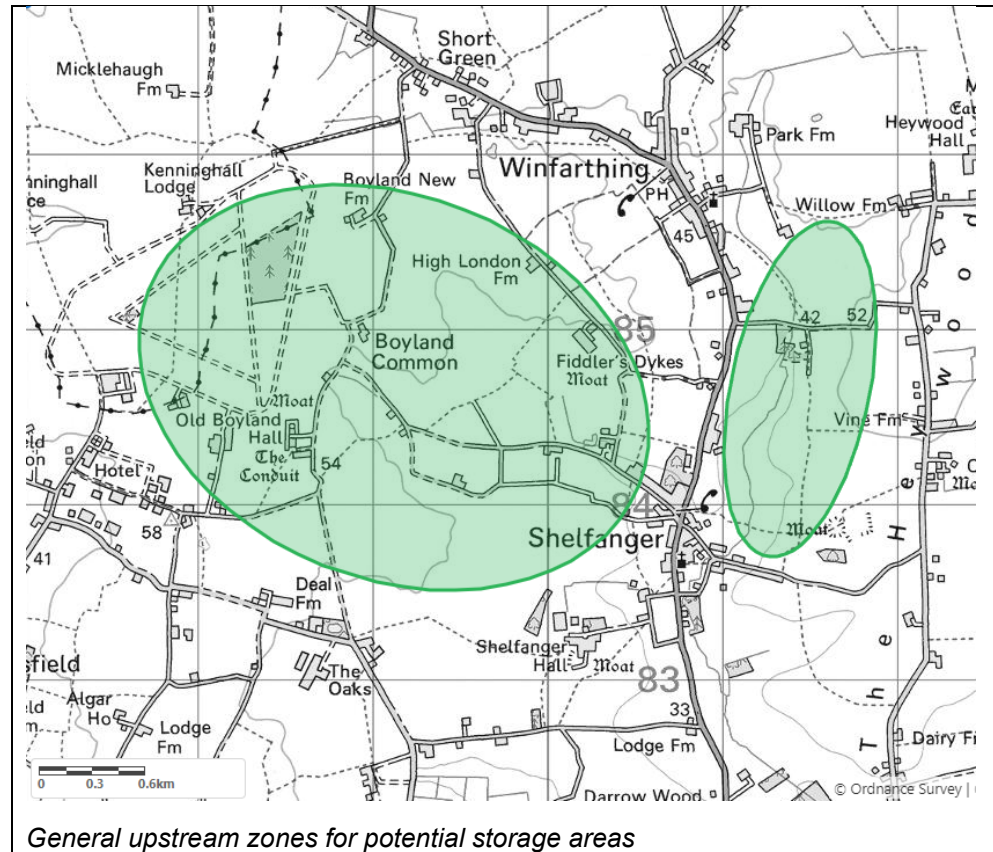 Short
Green
Micklehaugh
Fm
Park Fm
Heywood
Hall
Kenninghall
Lodge
Winfarthing
Boyland New
Fm
PH
Willow Fm
45
High London
Fm
85
42
52
Boyland
Common
Fiddler's Dykes
Moat
Moat
Old Boyland
Hall
The
Conduit
Vine Fm
Hotel
54
84
58
Shelfanger
Moat
41
Deal
Fm
Shelfanger
Hall
Moat
The Heywood
The
Oaks
83
Algar
Ho
Lodge
Fm
33
Lodge Fm
Dairy
0 0.3 0.6km
Darrow Wood
© Ordnance Survey |
General upstream zones for potential storage areas